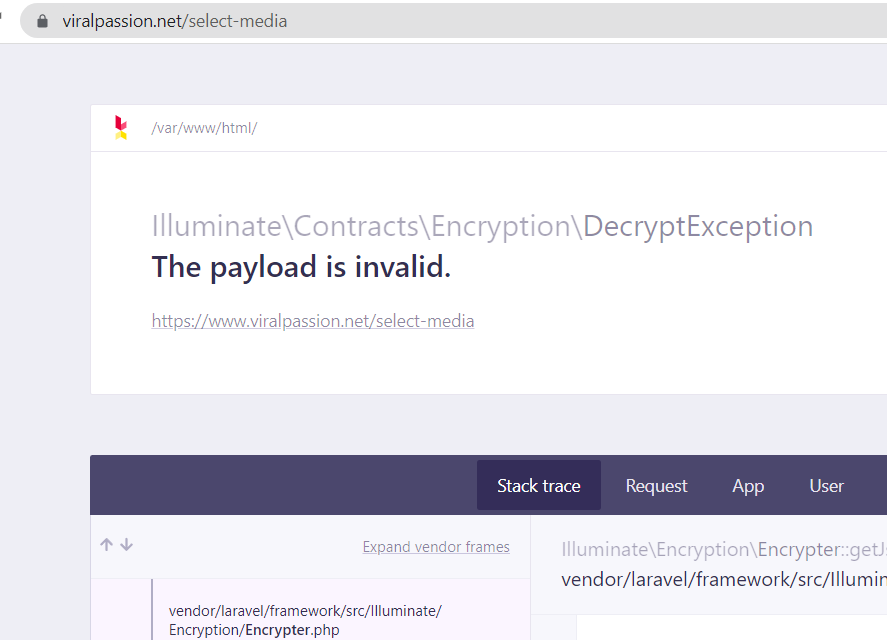 viralpassion.net/select-media
/var/www/html/
Illuminate\Contracts\Encryption\DecryptException
The payload is invalid.
https://www.viralpassion.net/select-media
Stack trace
Request
App
User
Expand vendor frames
Illuminate\Encryption\Encrypter::getJ
vendor/laravel/framework/src/Illumin
vendor/laravel/framework/src/Illuminate/
Encryption/Encrypter.php